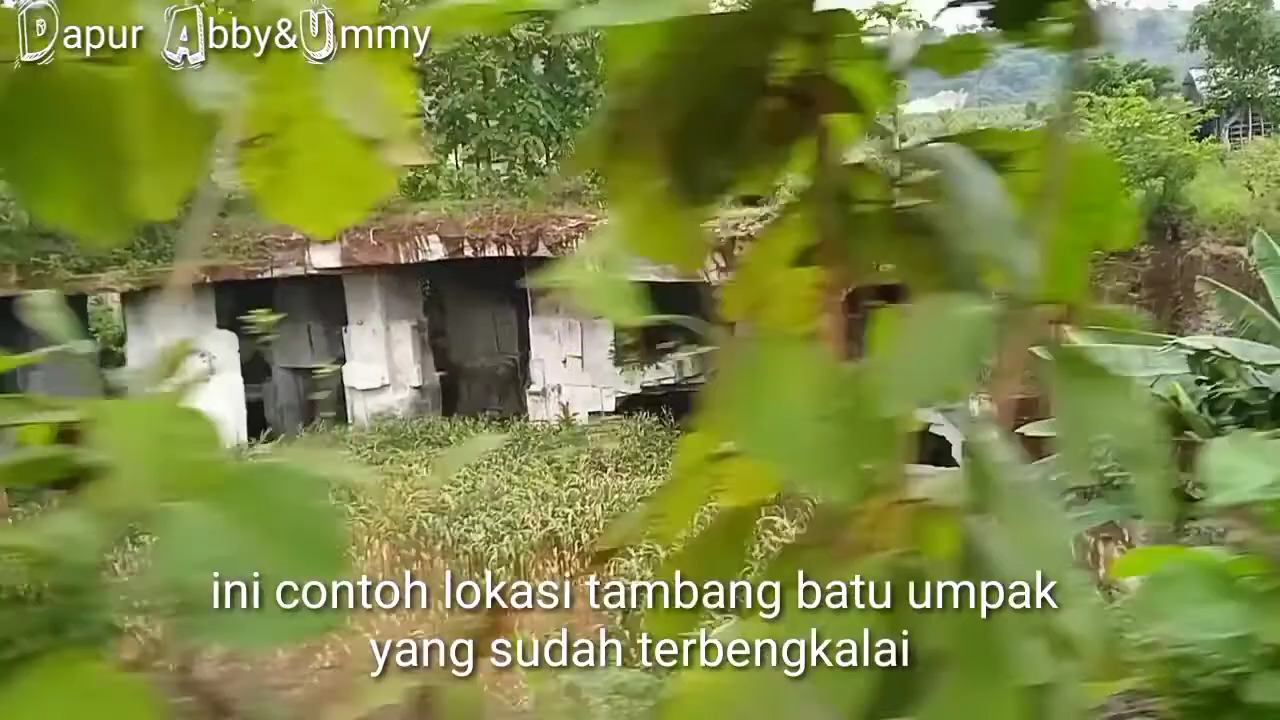 Dapur Abby&Ummy
ini contoh lokasi tambang batu umpak
yang sudah terbengkalai